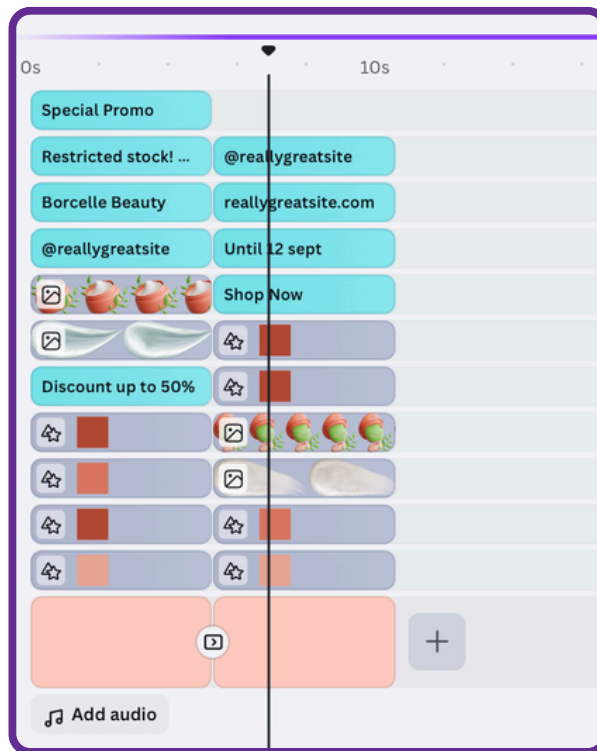 0s
10s
Special Promo
Restricted stock! ...
@reallygreatsite
Borcelle Beauty
reallygreatsite.com
@reallygreatsite
Until 12 sept
Shop Now
Discount up to 50%
Add audio